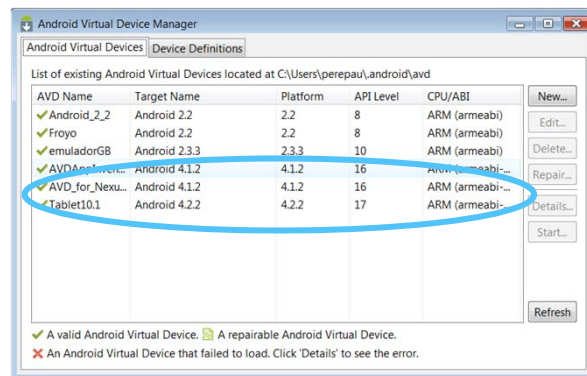 Android Virtual Device Manager
Android Virtual Devices Device Definitions
List of existing Android Virtual Devices located at C:\Users\perepau\.android\avd
AVD Name Target Name Platform API Level CPU/ABI
Android_2_2 Android 2.2 2.2 8 ARM (armeabi)
Froyo Android 2.2 2.2 8 ARM (armeabi)
emuladorGB Android 2.3.3 2.3.3 10 ARM (armeabi)
Android 4.1.2 4.1.2 16 ARM (armeabi-...
AVD_for_Nexu... Android 4.1.2 4.1.2 16 ARM (armeabi-...
Tablet10.1 Android 4.2.2 4.2.2 17 ARM (armeabi-...
New...
Edit...
Delete...
Repair...
Details...
Start...
Refresh
A valid Android Virtual Device. A repairable Android Virtual Device.
An Android Virtual Device that failed to load. Click 'Details' to see the error.